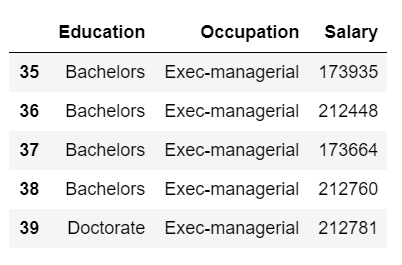 Education Occupation Salary
35 Bachelors Exec-managerial 173935
36 Bachelors Exec-managerial 212448
37 Bachelors Exec-managerial 173664
38 Bachelors Exec-managerial 212760
39 Doctorate Exec-managerial 212781